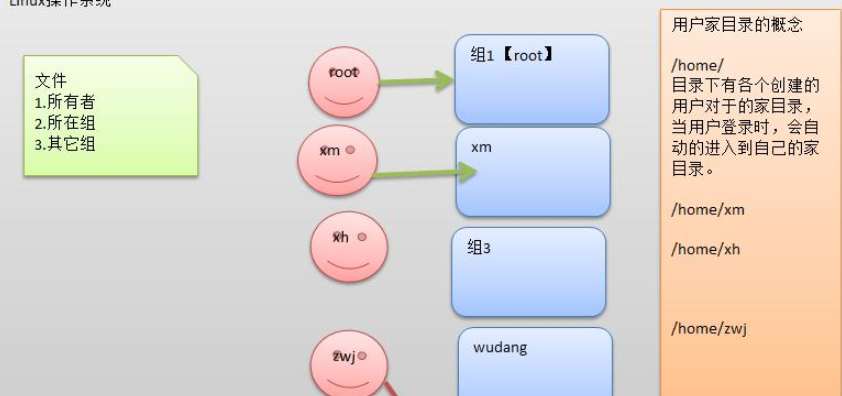 Linux操作系统
文件
1.所有者
2.所在组
3.其它组
root
xm
xh
zwj
组1【root】
xm
组3
wudang
用户家目录的概念
/home/
目录下有各个创建的
用户对于的家目录，
当用户登录时，会自
动的进入到自己的家
目录。
/home/xm
/home/xh
/home/zwj